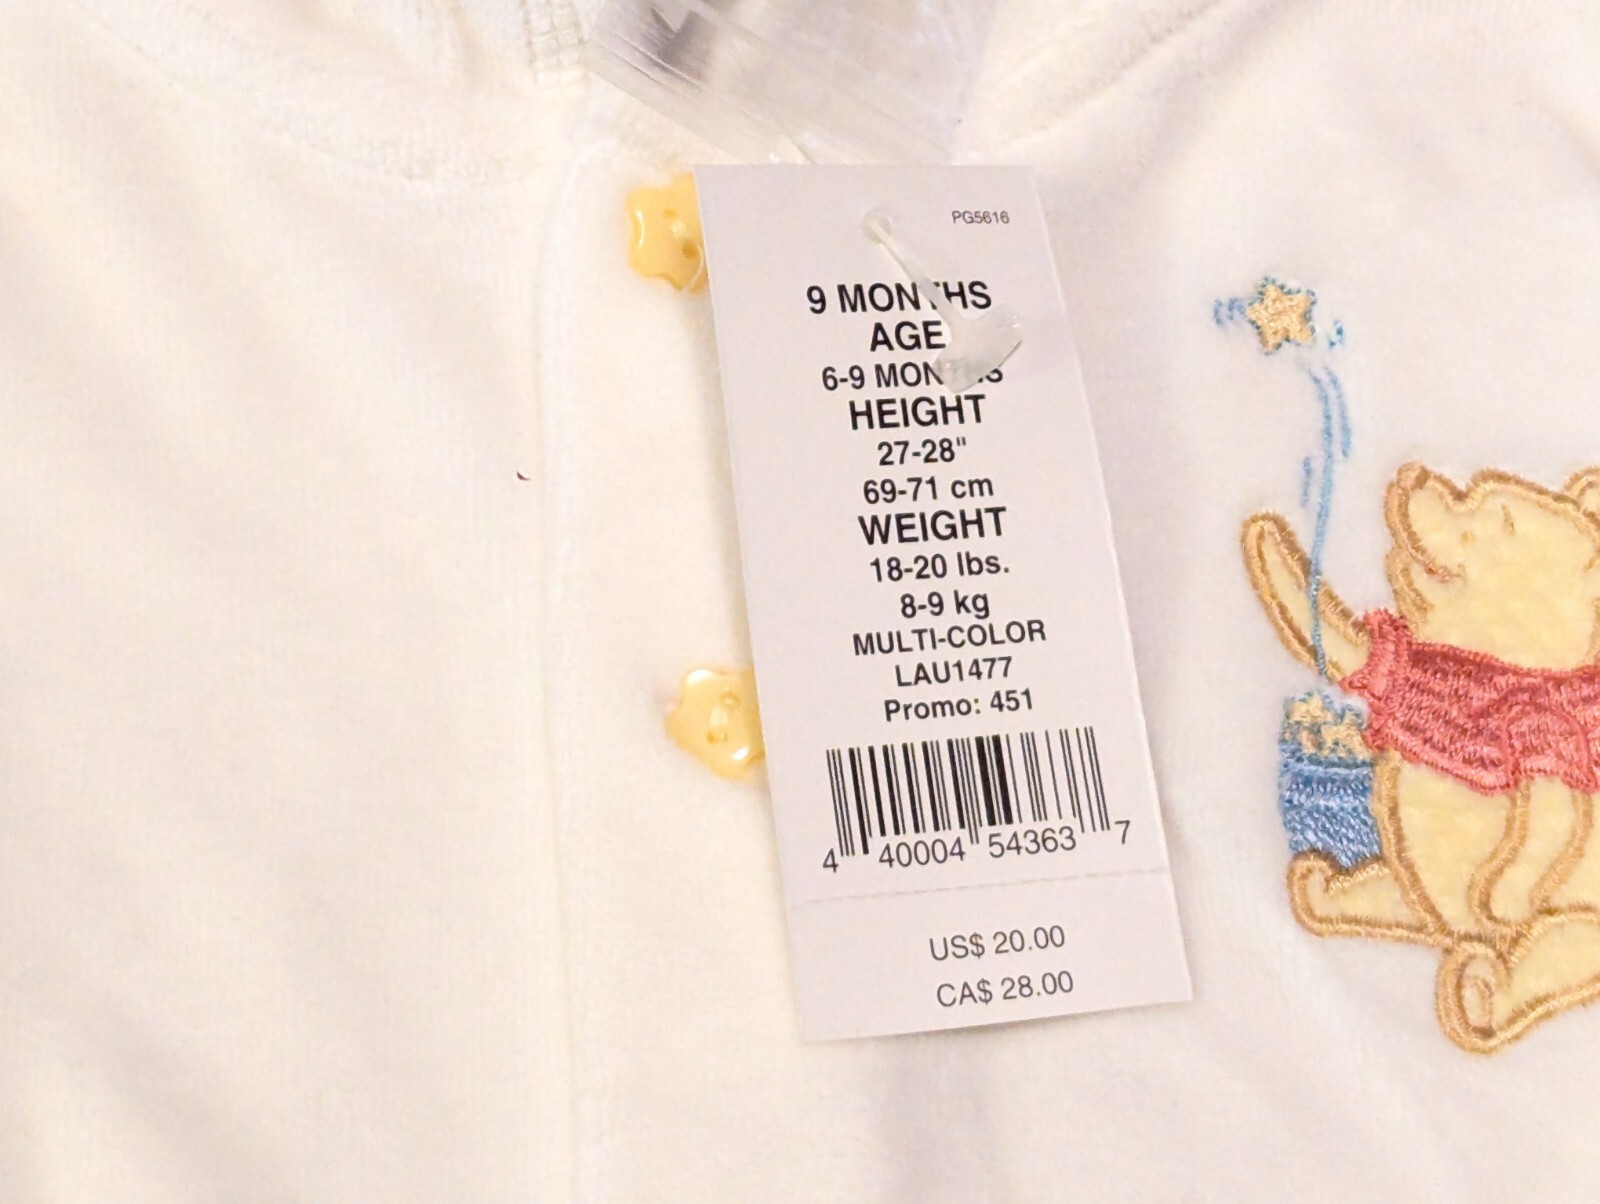 PG5616
9 MONTHS
AGE
6-9 MONTHS
HEIGHT
27-28"
69-71 cm
WEIGHT
18-20 lbs.
8-9 kg
MULTI-COLOR
LAU1477
Promo: 451
4 40004 54363 7
US$ 20.00
CA$ 28.00